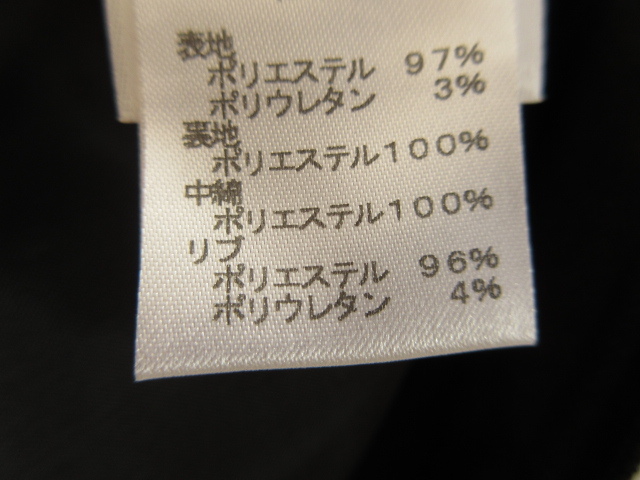 表地
ポリエステル 97%
ポリウレタン 3%
裏地
ポリエステル100%
中綿
ポリエステル100%
リブ
ポリエステル 96%
ポリウレタン 4%